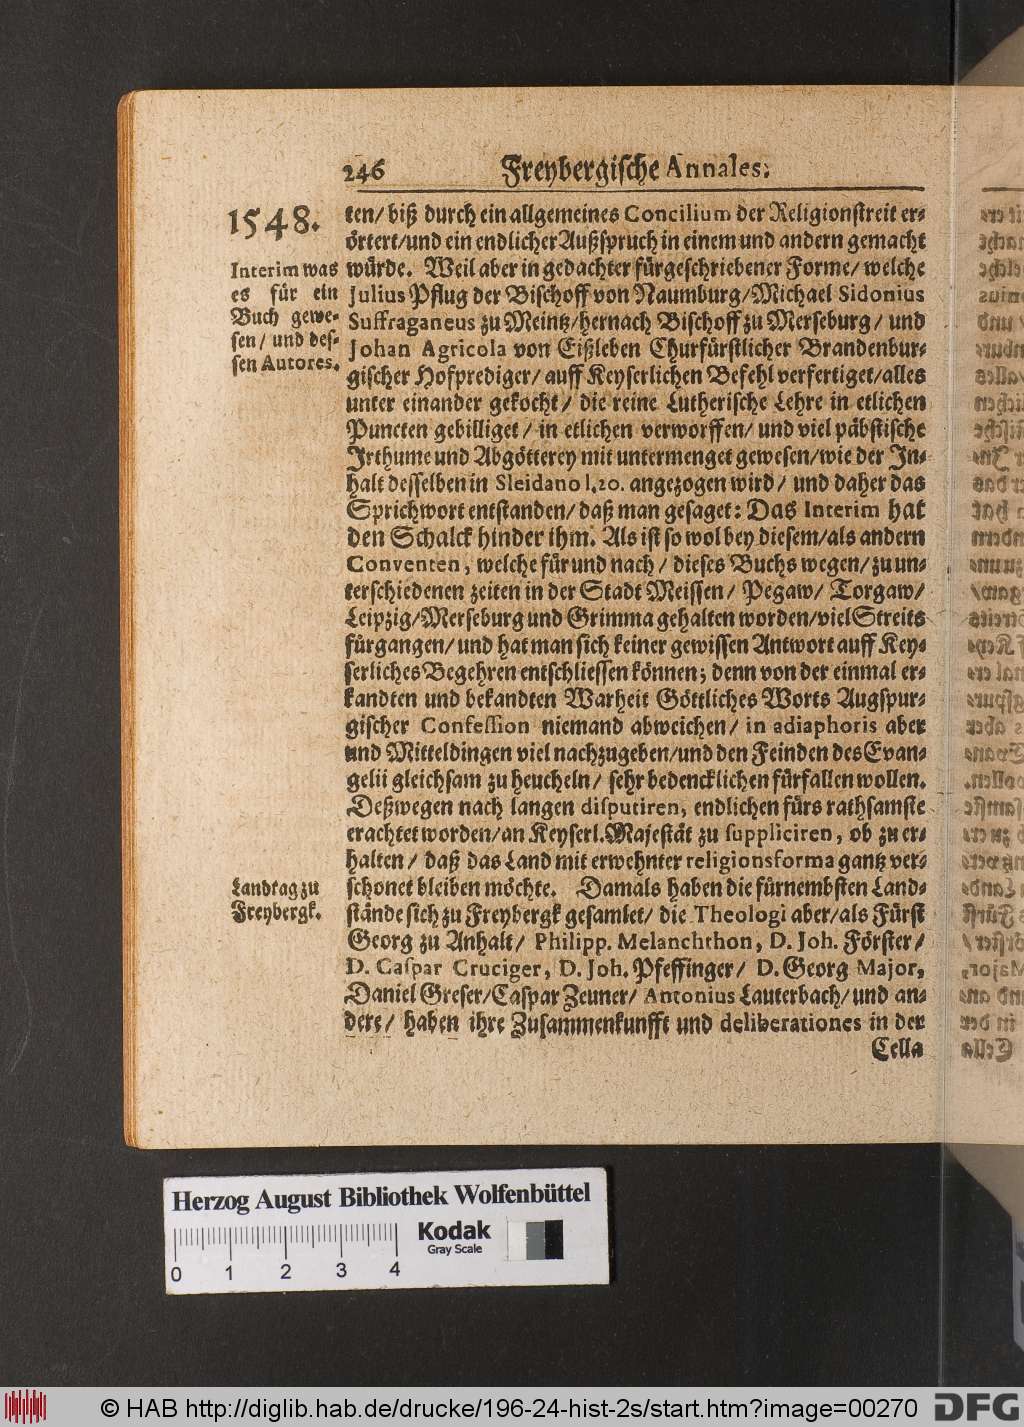 246 Freybergische Annales.
1548.
Interim was
es für ein
Buch gewe-
sen/ und des-
sen Autores.
ten/ biß durch ein allgemeines Concilium der Religionstreit er-
örtert/und ein endlicher Außspruch in einem und andern gemacht
würde. Weil aber in gedachter fürgeschriebener Forme/ welche
Julius Pflug der Bischoff von Naumburg/Michael Sidonius
Suffraganeus zu Meintz/hernach Bischoff zu Merseburg/ und
Johan Agricola von Eißleben Churfürstlicher Brandenbur-
gischer Hofprediger/ auff Keyserlichen Befehl verfertiget/alles
unter einander gekocht/ die reine Lutherische Lehre in etlichen
Puncten gebilliget/ in etlichen verworffen/ und viel päbstische
Irthume und Abgötterey mit untermenget gewesen/wie der In-
halt desselben in Sleidano l.20. angezogen wird/ und daher das
Sprichwort entstanden/ daß man gesaget: Das Interim hat
den Schalck hinder ihm. Als ist so wol bey diesem/als andern
Conventen, welche für und nach/ dieses Buchs wegen/ zu un-
terschiedenen zeiten in der Stadt Meissen/ Pegaw/ Torgaw/
Leipzig/Merseburg und Grimma gehalten worden/viel Streits
fürgangen/ und hat man sich keiner gewissen Antwort auff Key-
serliches Begehren entschliessen können; denn von der einmal er-
kandten und bekandten Warheit Göttliches Worts Augspur-
gischer Confession niemand abweichen/ in adiaphoris aber
und Mitteldingen viel nachzugeben/und den Feinden des Evan-
gelii gleichsam zu heucheln/ sehr bedencklichen fürfallen wollen.
Deßwegen nach langen disputiren, endlichen fürs rathsamste
erachtet worden/an Keyserl.Majestät zu suppliciren, ob zu er-
halten/ daß das Land mit erwehnter religionsforma gantz ver-
schonet bleiben möchte. Damals haben die fürnembsten Land-
stände sich zu Freybergk gesamlet/ die Theologi aber/als Fürst
Georg zu Anhalt/ Philipp. Melanchthon, D. Joh. Förster/
D. Caspar Cruciger, D. Joh. Pfeffinger/ D. Georg Major,
Daniel Greser/Caspar Zeuner/ Antonius Lauterbach/ und an-
dere/ haben ihre Zusammenkunfft und deliberationes in der
Cella
Landtag zu
Freybergk.
Herzog August Bibliothek Wolfenbüttel
Kodak
Gray Scale
0 1 2 3 4
© HAB http://diglib.hab.de/drucke/196-24-hist-2s/start.htm?image=00270
DFG